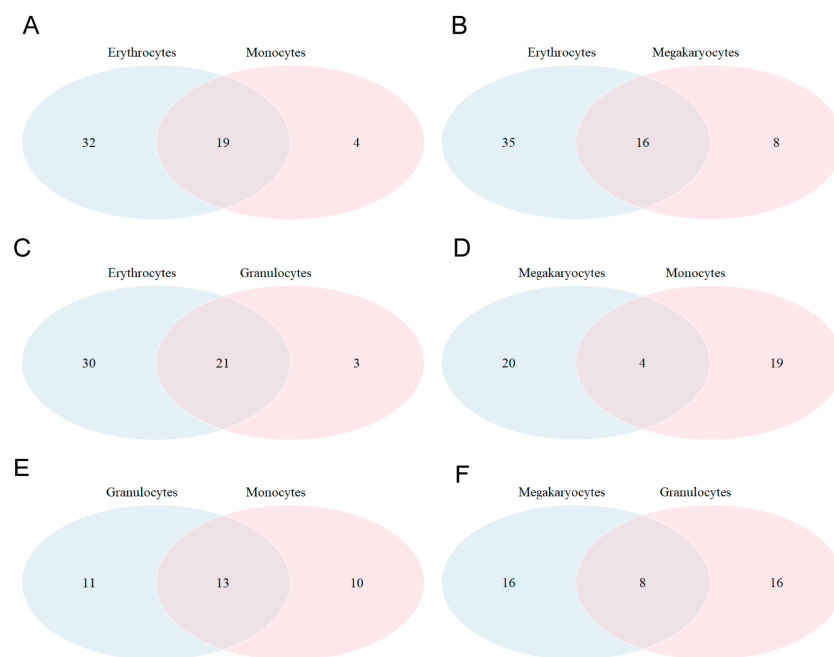 A
Erythrocytes Monocytes
32 19 4
B
Erythrocytes Megakaryocytes
35 16 8
C
Erythrocytes Granulocytes
30 21 3
D
Megakaryocytes Monocytes
20 4 19
E
Granulocytes Monocytes
11 13 10
F
Megakaryocytes Granulocytes
16 8 16